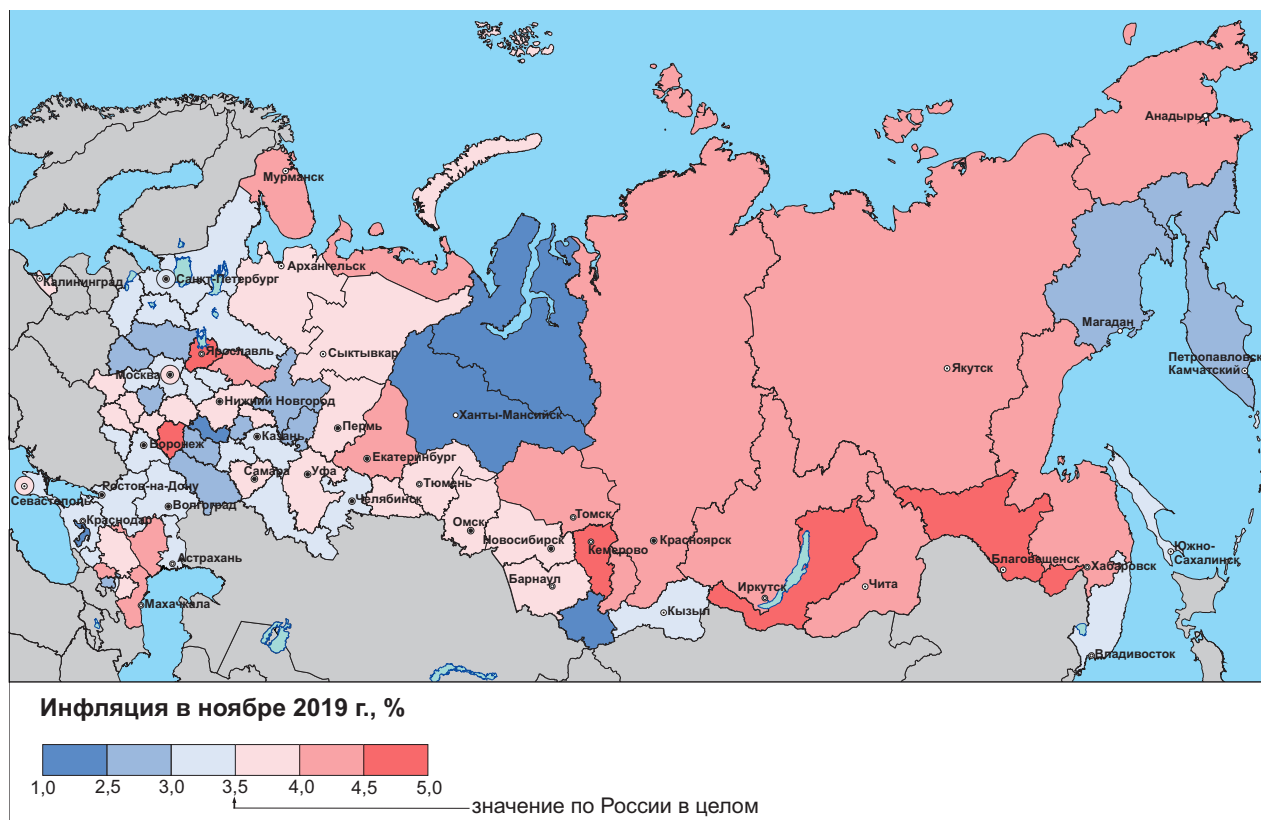 Анадырь
Мурманск
Архангельск
Калининград
Санкт-Петербург
Магадан
Ярославль
Сыктывкар
Петропавловск-
Камчатский
Якутск
Москва
Нижний Новгород
Ханты-Мансийск
Пермь
Казань
Воронеж
Екатеринбург
Самара
Уфа
Тюмень
Ростов-на-Дону
Севастополь
Челябинск
Волгоград
Краснодар
Томск
Омск
Новосибирск
Кемерово
Красноярск
Южно-
Сахалинск
Астрахань
Благовещенск
Хабаровск
Барнаул
Иркутск
Чита
Махачкала
Кызыл
Владивосток
Инфляция в ноябре 2019 г., %
1,0 2,5 3,0 3,5 4,0 4,5 5,0
значение по России в целом